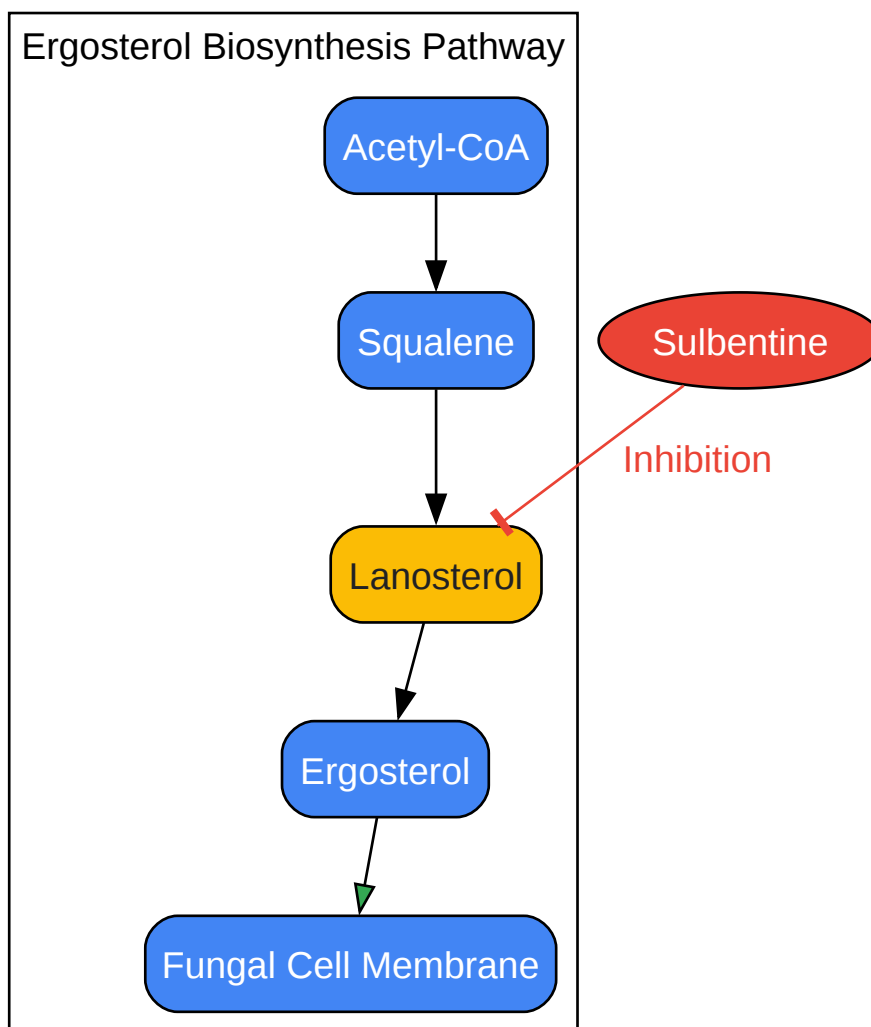 Ergosterol Biosynthesis Pathway
Acetyl-CoA
Squalene
Sulbentine
Inhibition
Lanosterol
Ergosterol
Fungal Cell Membrane